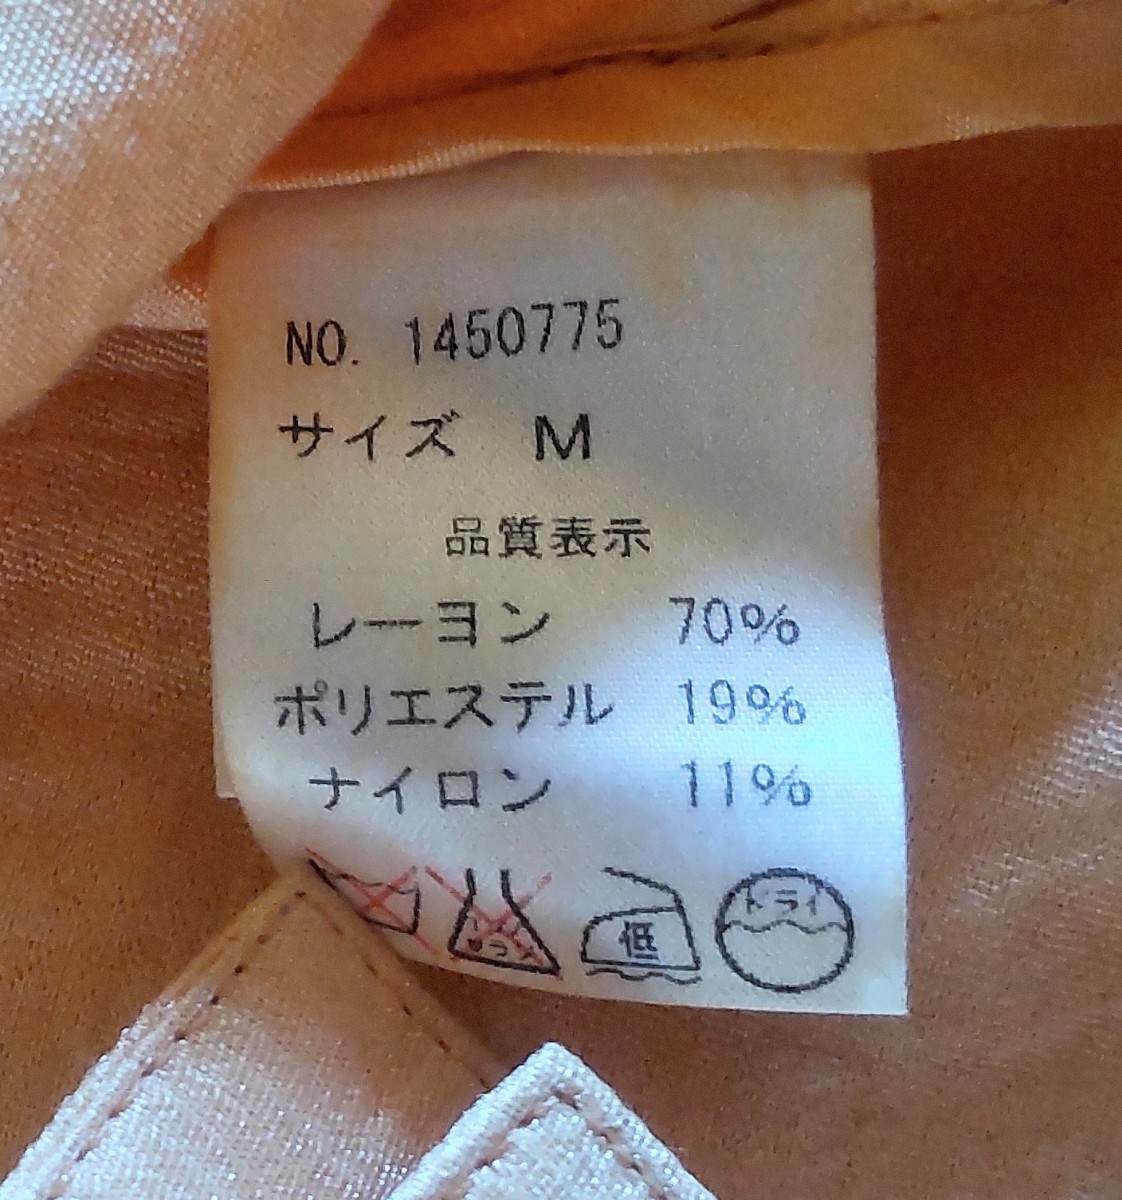 NO. 1450775
サイズ M
品質表示
レーヨン 70%
ポリエステル 19%
ナイロン 11%
低 ドライ